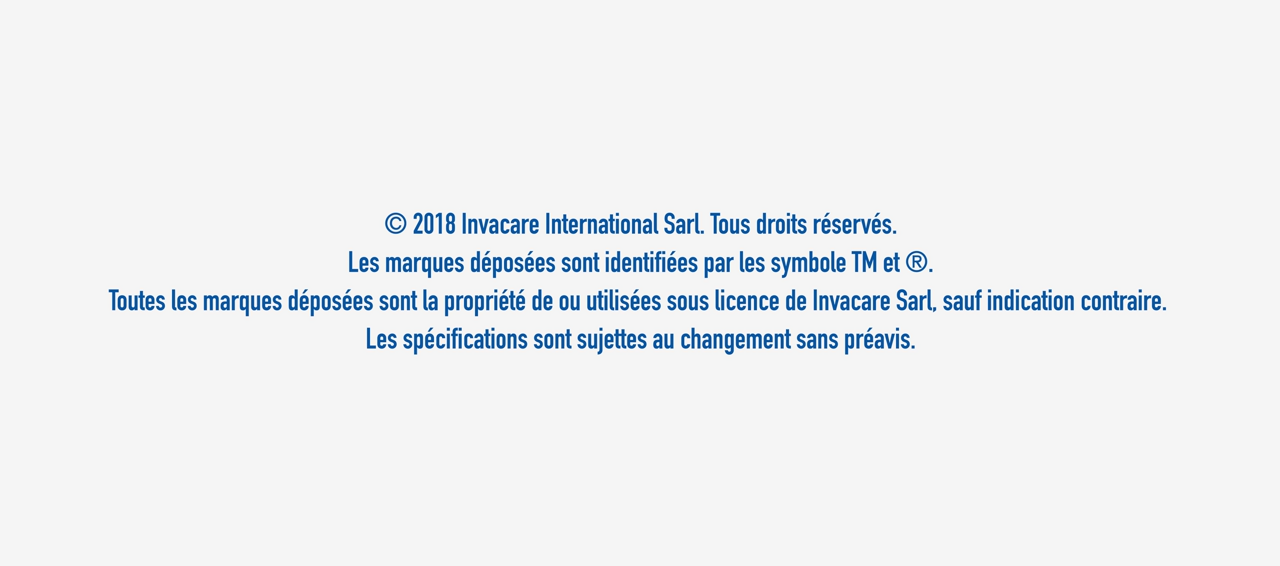 © 2018 Invacare International Sarl. Tous droits réservés.
Les marques déposées sont identifiées par les symbole TM et ®.
Toutes les marques déposées sont la propriété de ou utilisées sous licence de Invacare Sarl, sauf indication contraire.
Les spécifications sont sujettes au changement sans préavis.